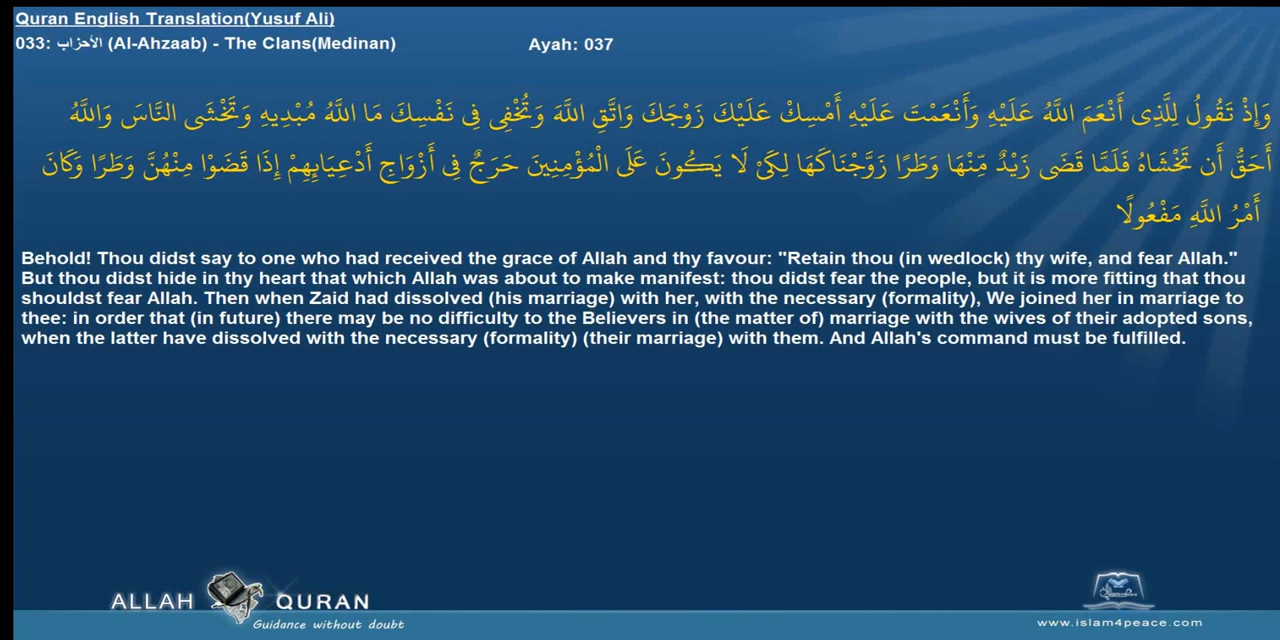 Quran English Translation(Yusuf Ali)
033: الأحزاب (Al-Ahzaab) - The Clans(Medinan) Ayah: 037
وَإِذْ تَقُولُ لِلَّذِى أَنْعَمَ اللَّهُ عَلَيْهِ وَأَنْعَمْتَ عَلَيْهِ أَمْسِكْ عَلَيْكَ زَوْجَكَ وَاتَّقِ اللَّهَ وَتُخْفِى فِى نَفْسِكَ مَا اللَّهُ مُبْدِيهِ وَتَخْشَى النَّاسَ وَاللَّهُ
أَحَقُّ أَن تَخْشَاهُ فَلَمَّا قَضَى زَيْدٌ مِّنْهَا وَطَرًا زَوَّجْنَاكَهَا لِكَىْ لَا يَكُونَ عَلَى الْمُؤْمِنِينَ حَرَجٌ فِى أَزْوَاجِ أَدْعِيَايِهِمْ إِذَا قَضَوْا مِنْهُنَّ وَطَرًا وَكَانَ
أَمْرُ اللَّهِ مَفْعُولًا
Behold! Thou didst say to one who had received the grace of Allah and thy favour: "Retain thou (in wedlock) thy wife, and fear Allah."
But thou didst hide in thy heart that which Allah was about to make manifest: thou didst fear the people, but it is more fitting that thou
shouldst fear Allah. Then when Zaid had dissolved (his marriage) with her, with the necessary (formality), We joined her in marriage to
thee: in order that (in future) there may be no difficulty to the Believers in (the matter of) marriage with the wives of their adopted sons,
when the latter have dissolved with the necessary (formality) (their marriage) with them. And Allah's command must be fulfilled.
ALLAH QURAN
Guidance without doubt
www.islam4peace.com